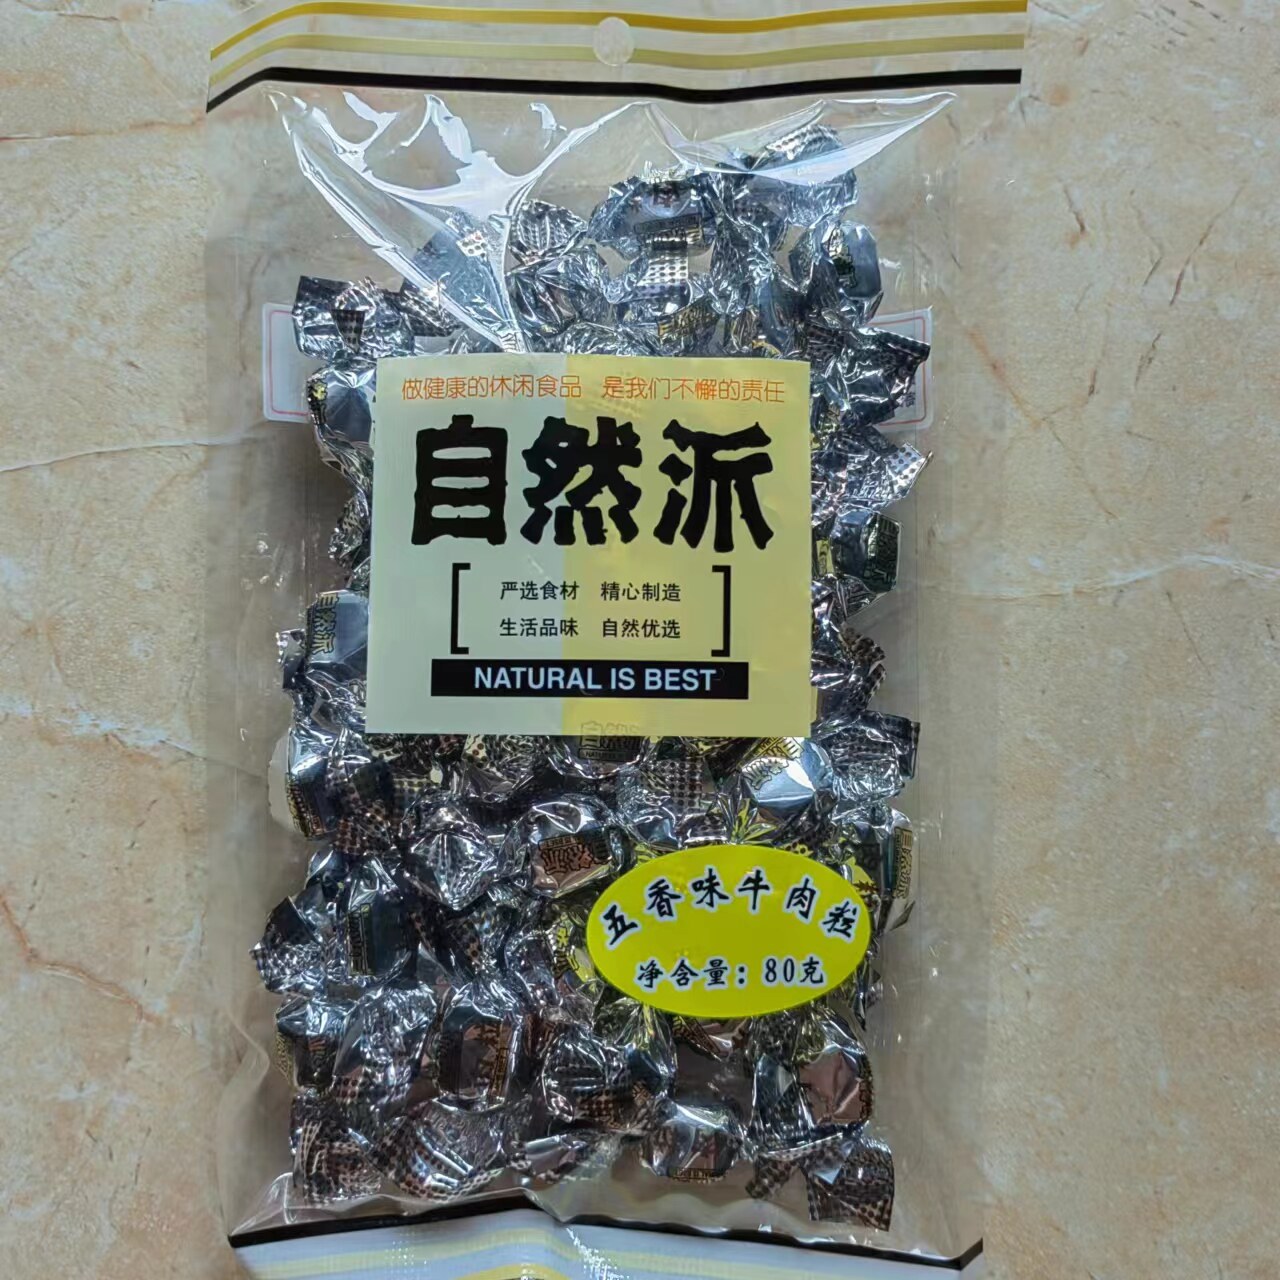 做健康的休闲食品 是我们不懈的责任
自然派
严选食材 精心制造
生活品味 自然优选
NATURAL IS BEST
五香味牛肉粒
净含量:80克